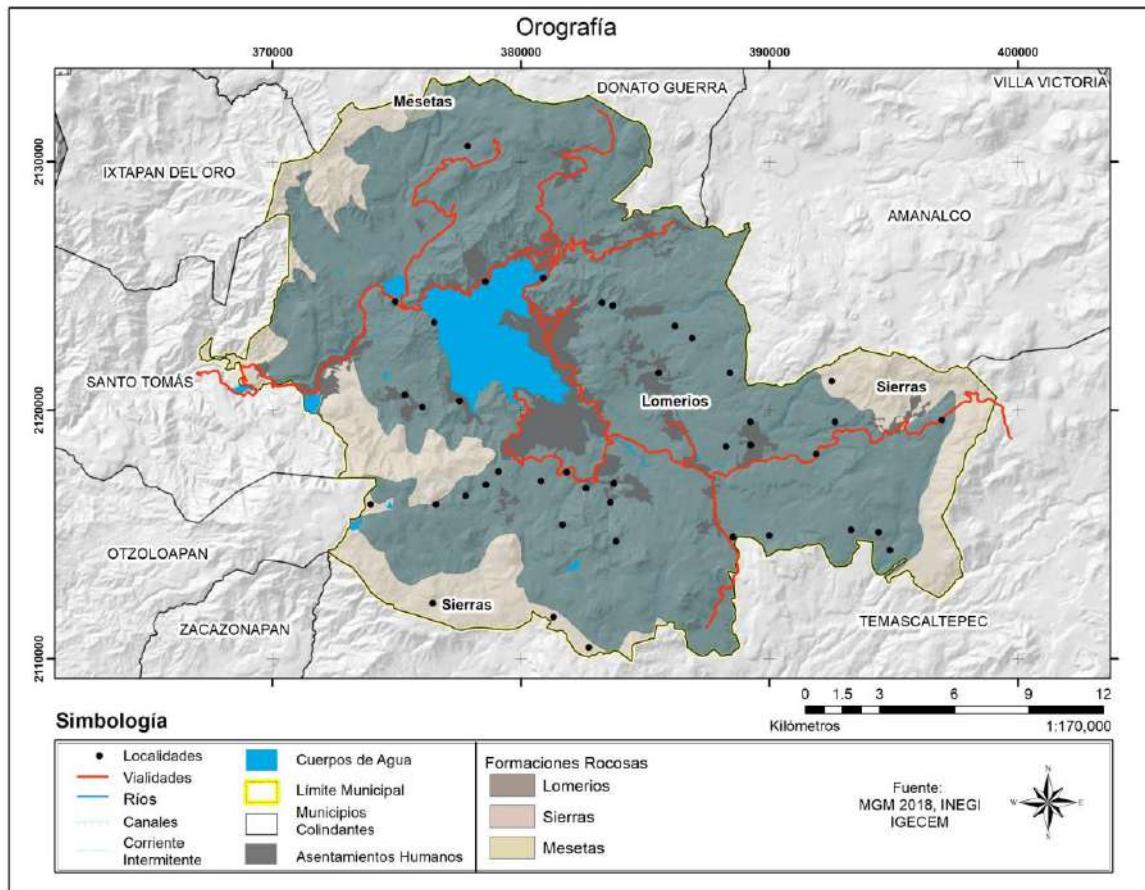 Orografía
370000 380000 390000 400000
VILLA VICTORIA
DONATO GUERRA
Mesetas
2130000
IXTAPAN DEL ORO
AMANALCO
SANTO TOMÁS
Sierras
Lomerios
2120000
OTZOLOAPAN
Sierras
ZACAZONAPAN
TEMASCALTEPEC
2110000
0 1.5 3 6 9 12
Kilómetros
1:170,000
Simbología
Localidades
Vialidades
Ríos
Canales
Corriente
Intermitente
Cuerpos de Agua
Límite Municipal
Municipios
Colindantes
Asentamientos Humanos
Formaciones Rocosas
Lomerios
Sierras
Mesetas
Fuente:
MGM 2018, INEGI
IGECEM
N
W E
S